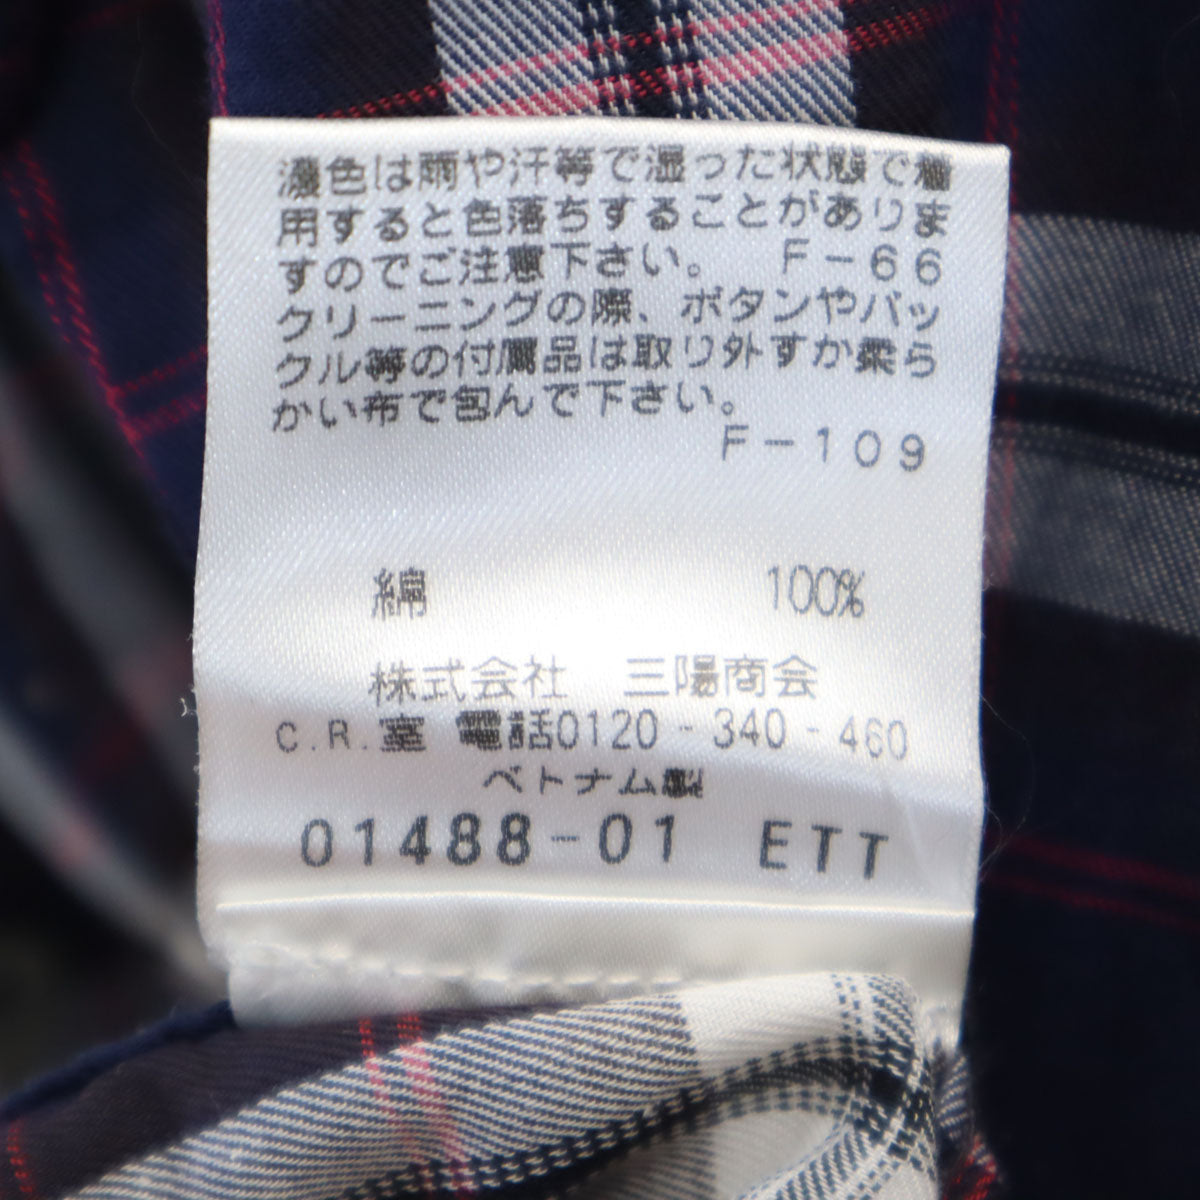 濃色は雨や汗等で湿った状態で着
用すると色落ちすることがありま
すのでご注意下さい。　F－66
クリーニングの際、ボタンやバッ
クル等の付属品は取り外すか柔ら
かい布で包んで下さい。
F－109
綿 100%
株式会社 三陽商会
C.R.室 電話0120-340-460
ベトナム製
01488-01 ETT